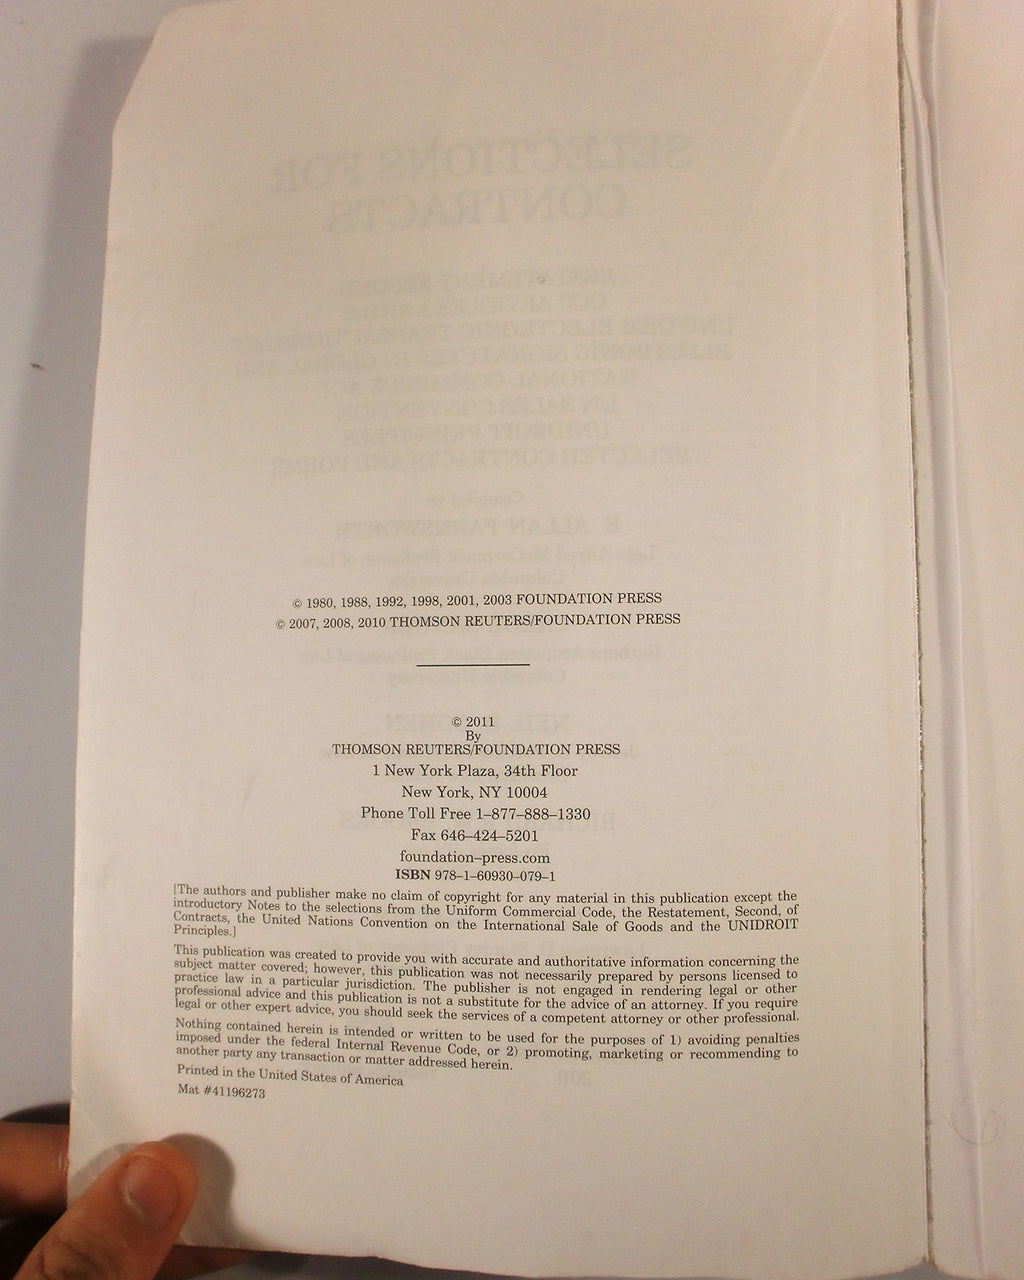 © 1980, 1988, 1992, 1998, 2001, 2003 FOUNDATION PRESS
© 2007, 2008, 2010 THOMSON REUTERS/FOUNDATION PRESS
© 2011
By
THOMSON REUTERS/FOUNDATION PRESS
1 New York Plaza, 34th Floor
New York, NY 10004
Phone Toll Free 1–877–888–1330
Fax 646–424–5201
foundation–press.com
ISBN 978–1–60930–079–1
[The authors and publisher make no claim of copyright for any material in this publication except the
introductory Notes to the selections from the Uniform Commercial Code, the Restatement, Second, of
Contracts, the United Nations Convention on the International Sale of Goods and the UNIDROIT
Principles.]
This publication was created to provide you with accurate and authoritative information concerning the
subject matter covered; however, this publication was not necessarily prepared by persons licensed to
practice law in a particular jurisdiction. The publisher is not engaged in rendering legal or other
professional advice and this publication is not a substitute for the advice of an attorney. If you require
legal or other expert advice, you should seek the services of a competent attorney or other professional.
Nothing contained herein is intended or written to be used for the purposes of 1) avoiding penalties
imposed under the federal Internal Revenue Code, or 2) promoting, marketing or recommending to
another party any transaction or matter addressed herein.
Printed in the United States of America
Mat #41196273